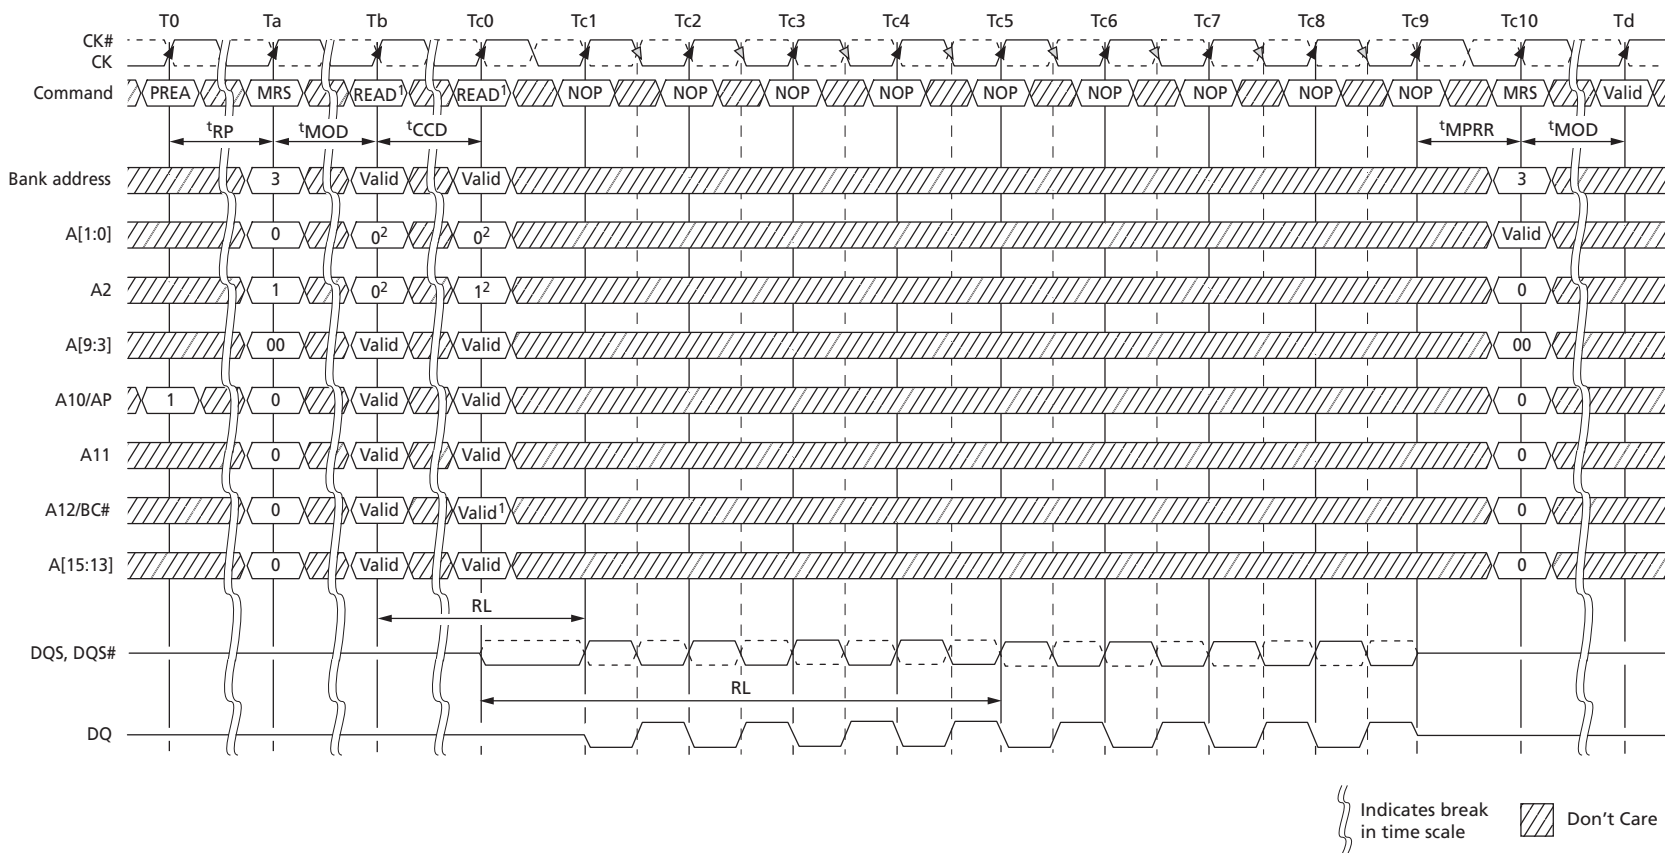 T0 Ta Tb Tc0 Tc1 Tc2 Tc3 Tc4 Tc5 Tc6 Tc7 Tc8 Tc9 Tc10 Td
CK#
CK
Command PREA MRS READ¹ READ¹ NOP NOP NOP NOP NOP NOP NOP NOP NOP MRS Valid
ᵗRP ᵗMOD ᵗCCD ᵗMPRR ᵗMOD
Bank address 3 Valid Valid 3
A[1:0] 0 0² 0² Valid
A2 1 0² 1² 0
A[9:3] 00 Valid Valid 00
A10/AP 1 0 Valid Valid 0
A11 0 Valid Valid 0
A12/BC# 0 Valid Valid¹ 0
A[15:13] 0 Valid Valid 0
RL
DQS, DQS#
RL
DQ
Indicates break
in time scale
Don't Care